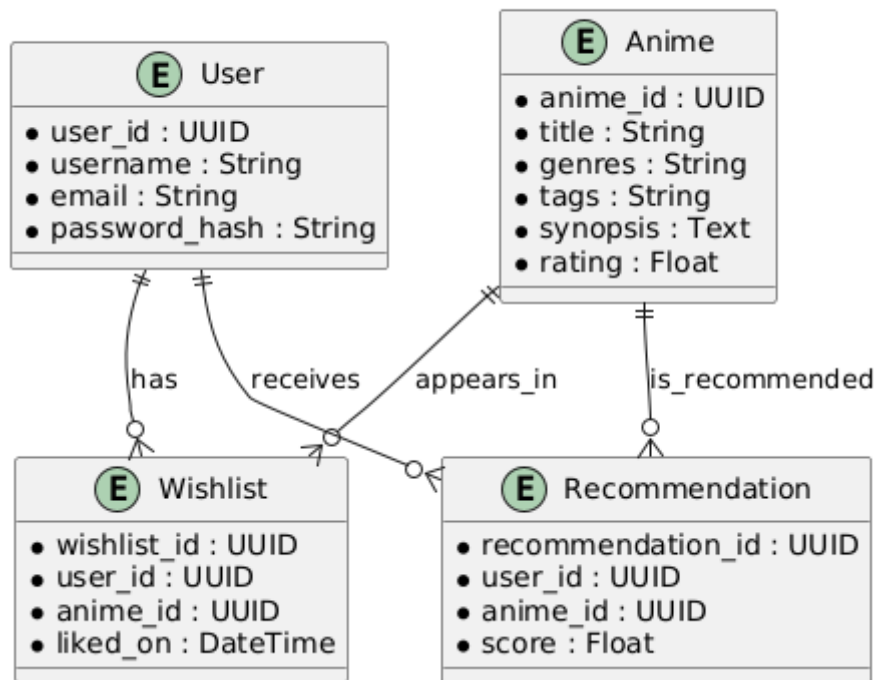 E User
• user_id : UUID
• username : String
• email : String
• password_hash : String
E Anime
• anime_id : UUID
• title : String
• genres : String
• tags : String
• synopsis : Text
• rating : Float
has
receives
appears_in
is_recommended
E Wishlist
• wishlist_id : UUID
• user_id : UUID
• anime_id : UUID
• liked_on : DateTime
E Recommendation
• recommendation_id : UUID
• user_id : UUID
• anime_id : UUID
• score : Float